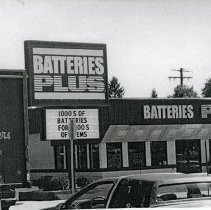 BATTERIES
PLUS
1000'S OF
BATTERIES
FOR 1000'S
OF ITEMS
BATTERIES